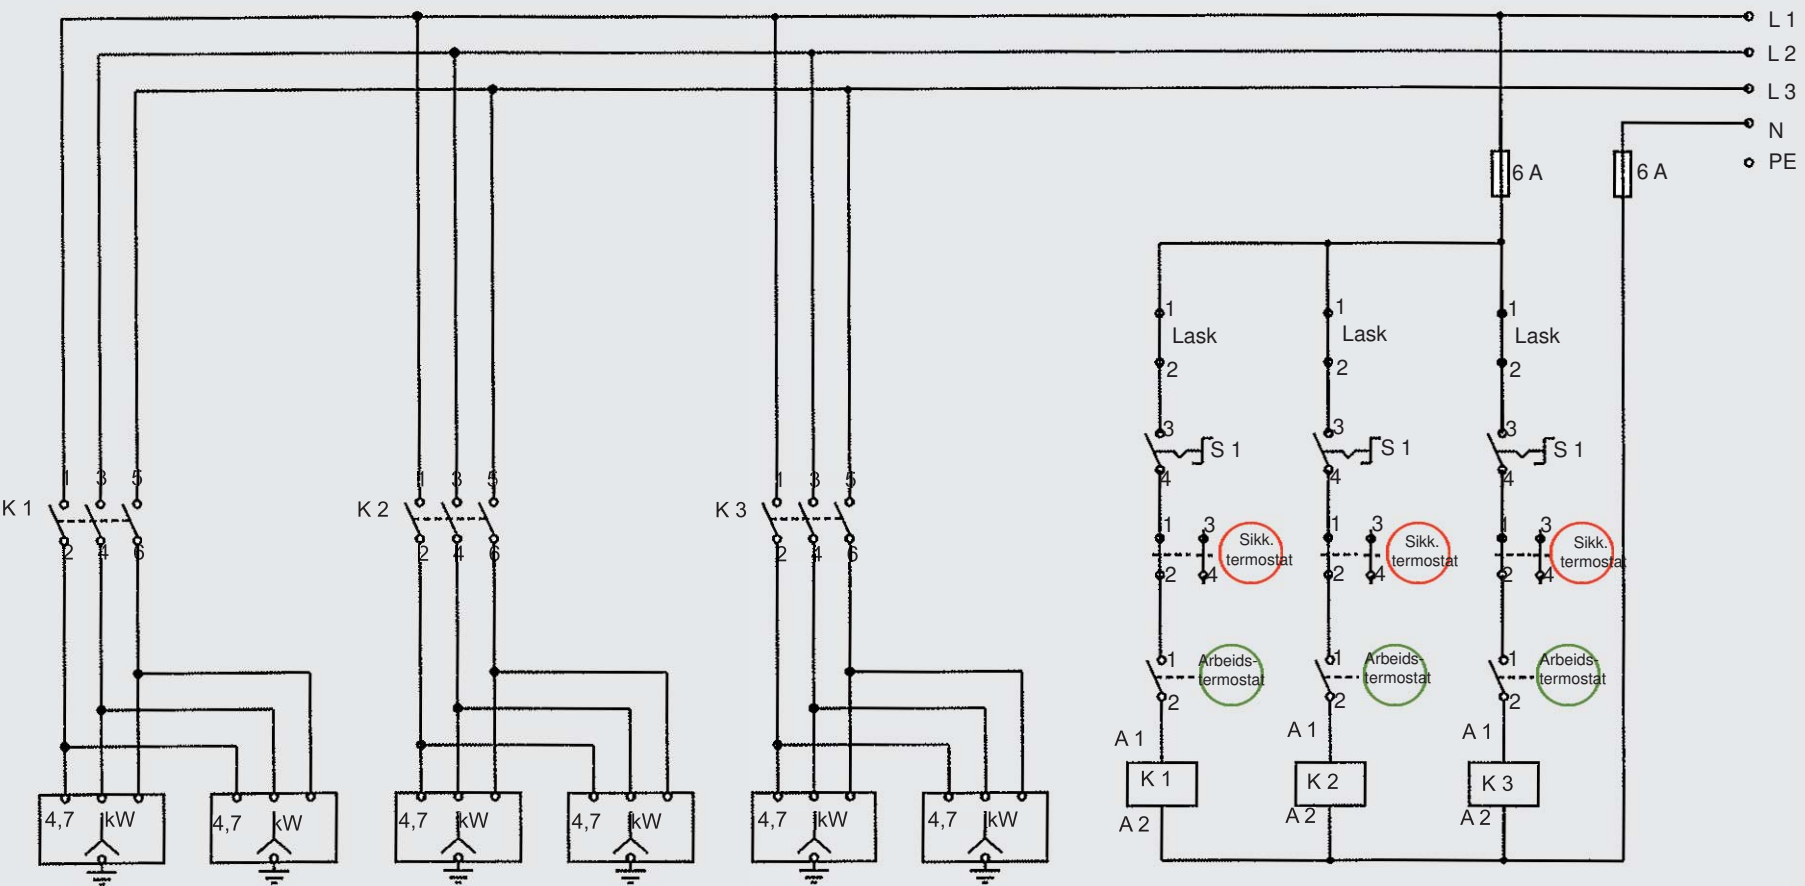 L 1
L 2
L 3
N
PE
6 A
6 A
1
1
1
Lask
Lask
Lask
2
2
2
3
3
3
S 1
S 1
S 1
4
4
4
1
3
5
1
3
5
1
3
5
K 1
K 2
K 3
2
4
6
2
4
6
2
4
6
1
3
Sikk.
termostat
1
3
Sikk.
termostat
1
3
Sikk.
termostat
2
4
2
4
2
4
1
Arbeids-
termostat
1
Arbeids-
termostat
1
Arbeids-
termostat
2
2
2
A 1
A 1
A 1
K 1
K 2
K 3
A 2
A 2
A 2
4,7 kW
4,7 kW
4,7 kW
4,7 kW
4,7 kW
4,7 kW